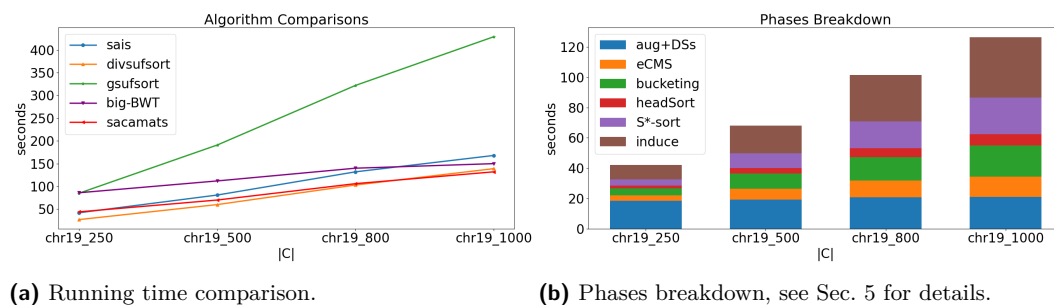 Algorithm Comparisons
sais
divsufsort
gsufsort
big-BWT
sacamats
400
350
300
250
200
150
100
50
seconds
chr19_250
chr19_500
chr19_800
chr19_1000
|C|
(a) Running time comparison.
Phases Breakdown
aug+DSs
eCMS
bucketing
headSort
S*-sort
induce
120
100
80
60
40
20
0
seconds
chr19_250
chr19_500
chr19_800
chr19_1000
|C|
(b) Phases breakdown, see Sec. 5 for details.